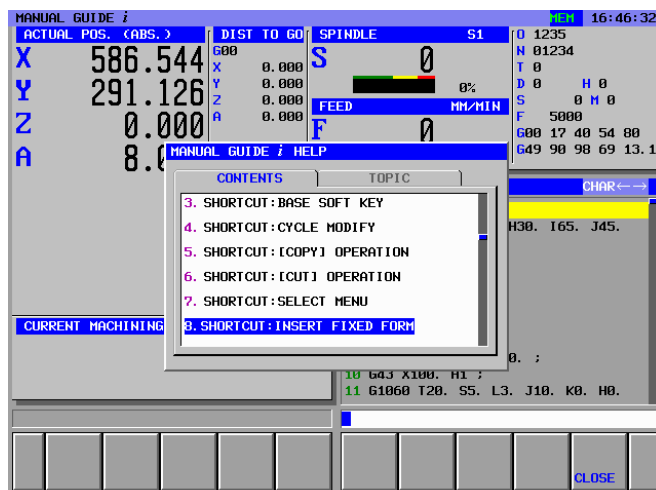 MANUAL GUIDE i MEM 16:46:32
ACTUAL POS. (ABS.)
X 586.544
Y 291.126
Z 0.000
A 8.0
DIST TO GO
G00
X 0.000
Y 0.000
Z 0.000
A 0.000
SPINDLE S1
S 0
0%
FEED MM/MIN
F 0
O 1235
N 01234
T 0
D 0 H 0
S 0 M 0
F 5000
G00 17 40 54 80
G49 90 98 69 13.1
MANUAL GUIDE i HELP
CONTENTS TOPIC
3. SHORTCUT:BASE SOFT KEY
4. SHORTCUT:CYCLE MODIFY
5. SHORTCUT:[COPY] OPERATION
6. SHORTCUT:[CUT] OPERATION
7. SHORTCUT:SELECT MENU
8. SHORTCUT:INSERT FIXED FORM
CURRENT MACHINING
CHAR←→
H30. I65. J45.
0. ;
10 G43 X100. H1 ;
11 G1060 T20. S5. L3. J10. K0. H0.
CLOSE